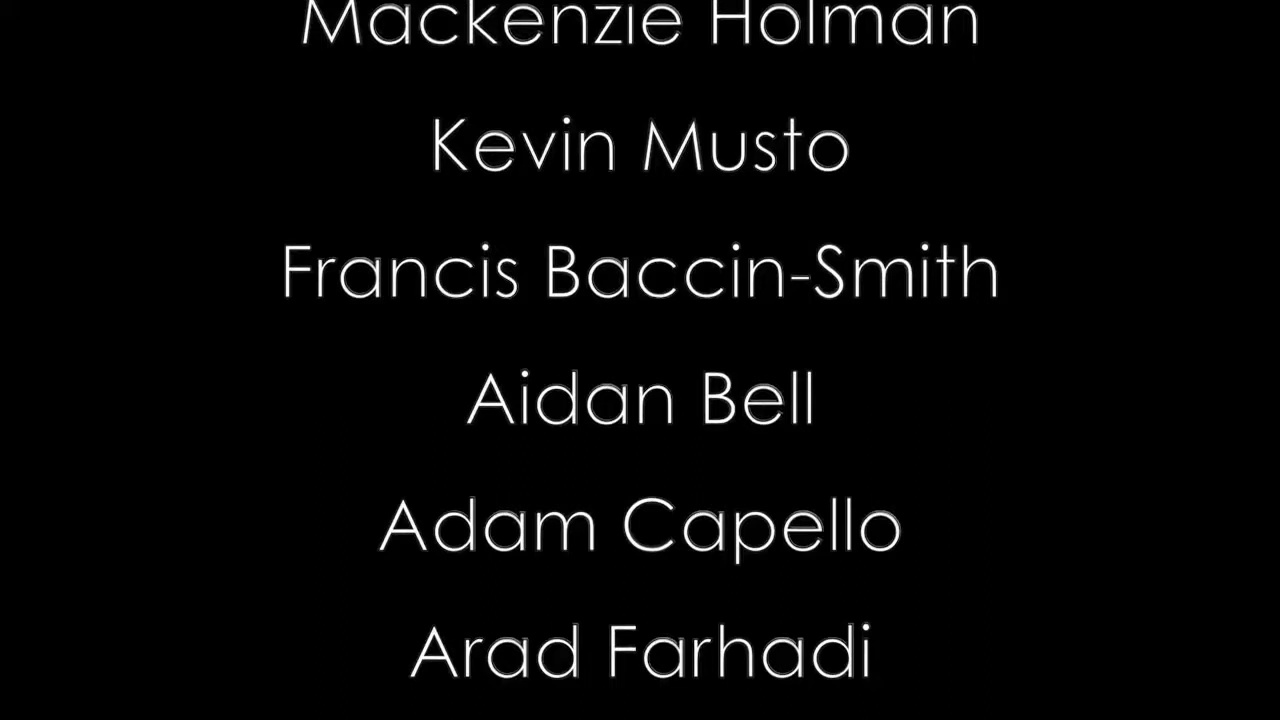 Mackenzie Holman
Kevin Musto
Francis Baccin-Smith
Aidan Bell
Adam Capello
Arad Farhadi